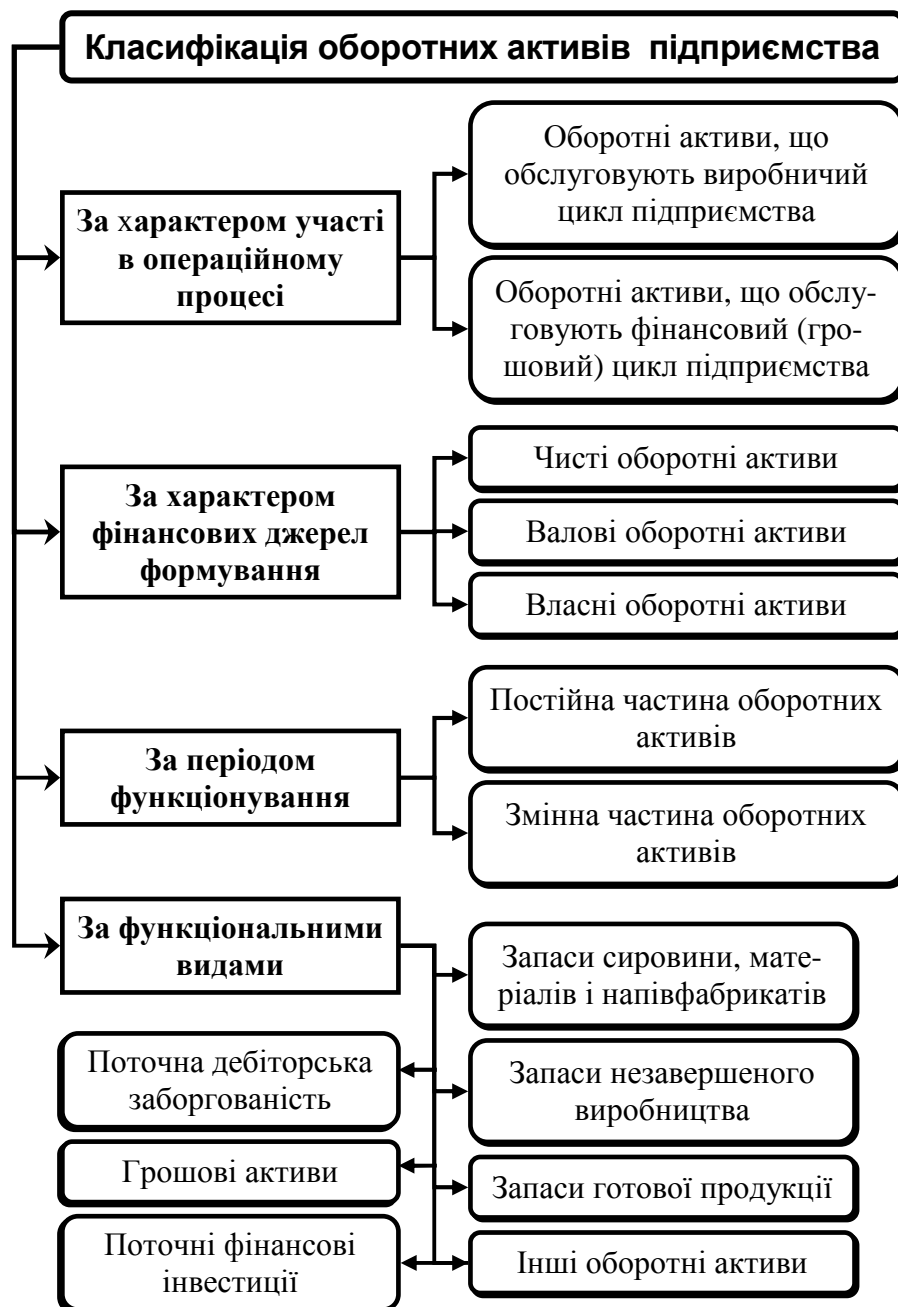 Класифікація оборотних активів підприємства
За характером участі
в операційному
процесі
Оборотні активи, що
обслуговують виробничий
цикл підприємства
Оборотні активи, що обслу-
говують фінансовий (гро-
шовий) цикл підприємства
За характером
фінансових джерел
формування
Чисті оборотні активи
Валові оборотні активи
Власні оборотні активи
За періодом
функціонування
Постійна частина оборотних
активів
Змінна частина оборотних
активів
За функціональними
видами
Запаси сировини, мате-
ріалів і напівфабрикатів
Поточна дебіторська
заборгованість
Запаси незавершеного
виробництва
Грошові активи
Запаси готової продукції
Поточні фінансові
інвестиції
Інші оборотні активи